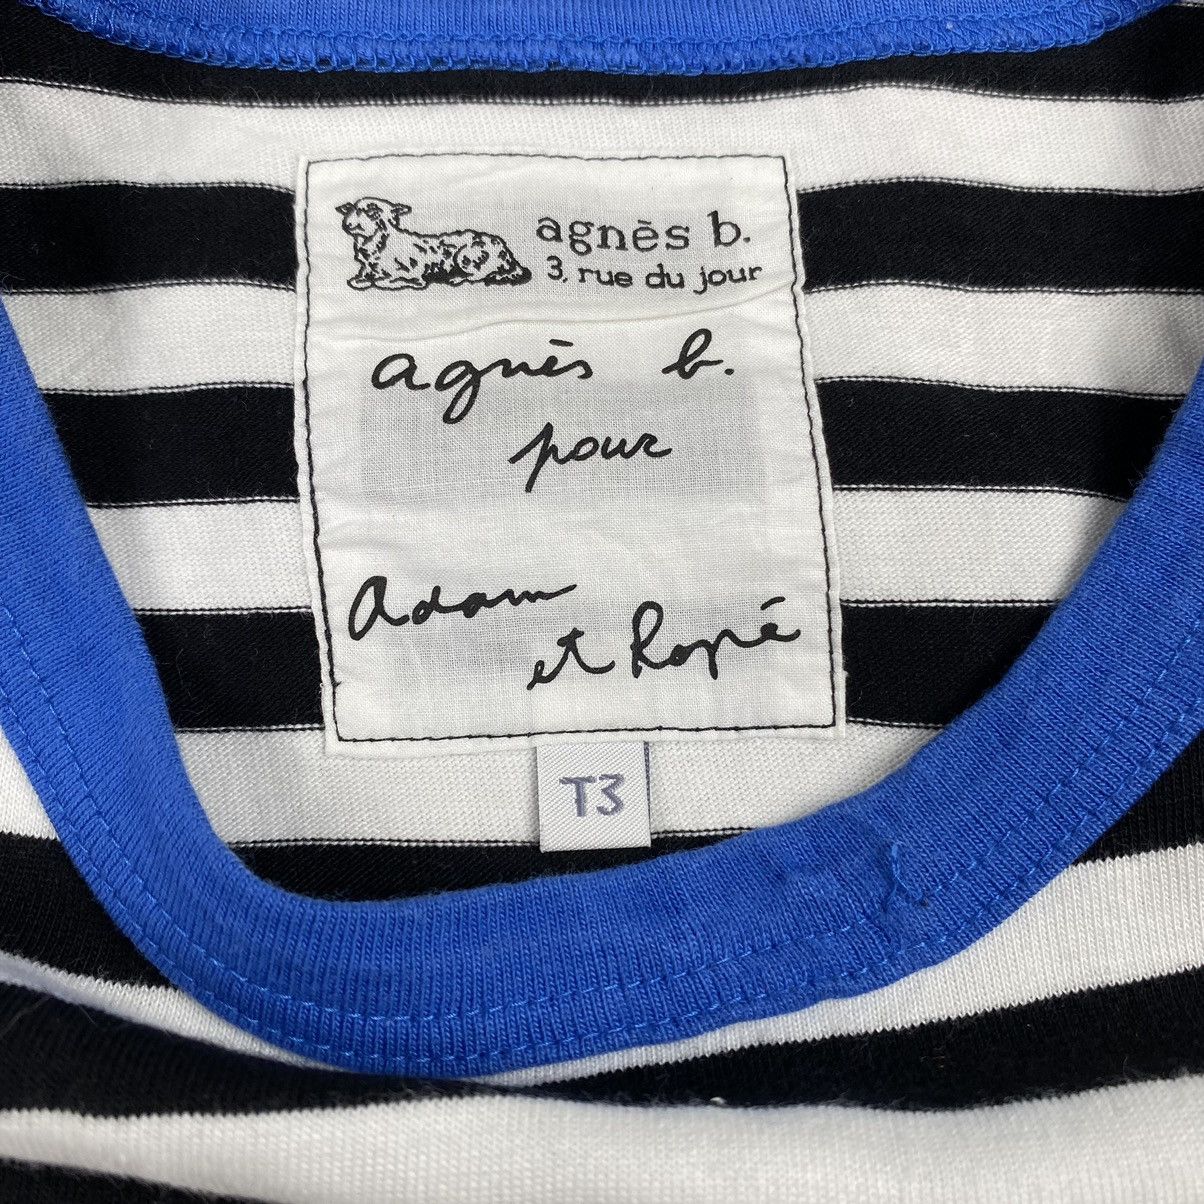 agnès b.
3, rue du jour
agnès b.
pour
Adam
et Ropé
T3